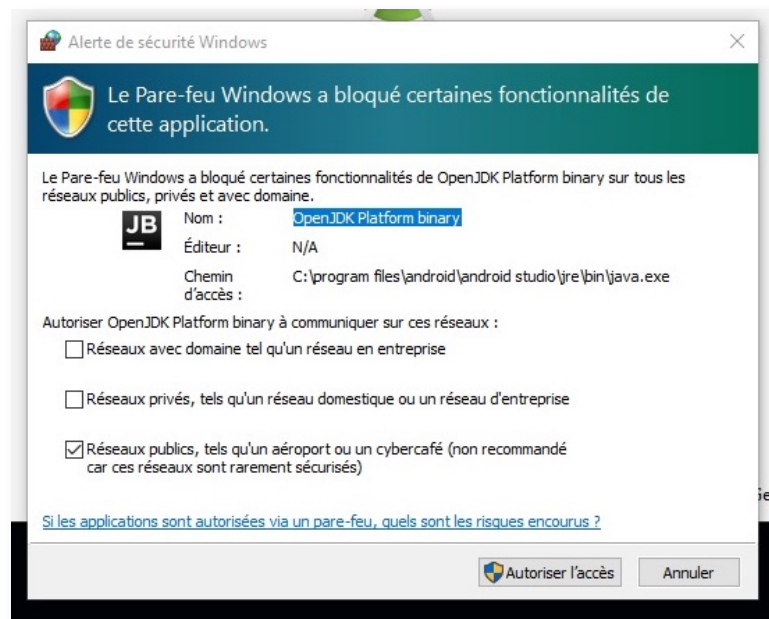 Alerte de sécurité Windows
Le Pare-feu Windows a bloqué certaines fonctionnalités de
cette application.
Le Pare-feu Windows a bloqué certaines fonctionnalités de OpenJDK Platform binary sur tous les
réseaux publics, privés et avec domaine.
JB
Nom : OpenJDK Platform binary
Éditeur : N/A
Chemin d'accès : C:\program files\android\android studio\jre\bin\java.exe
Autoriser OpenJDK Platform binary à communiquer sur ces réseaux :
Réseaux avec domaine tel qu'un réseau en entreprise
Réseaux privés, tels qu'un réseau domestique ou un réseau d'entreprise
Réseaux publics, tels qu'un aéroport ou un cybercafé (non recommandé
car ces réseaux sont rarement sécurisés)
Si les applications sont autorisées via un pare-feu, quels sont les risques encourus ?
Autoriser l'accès Annuler